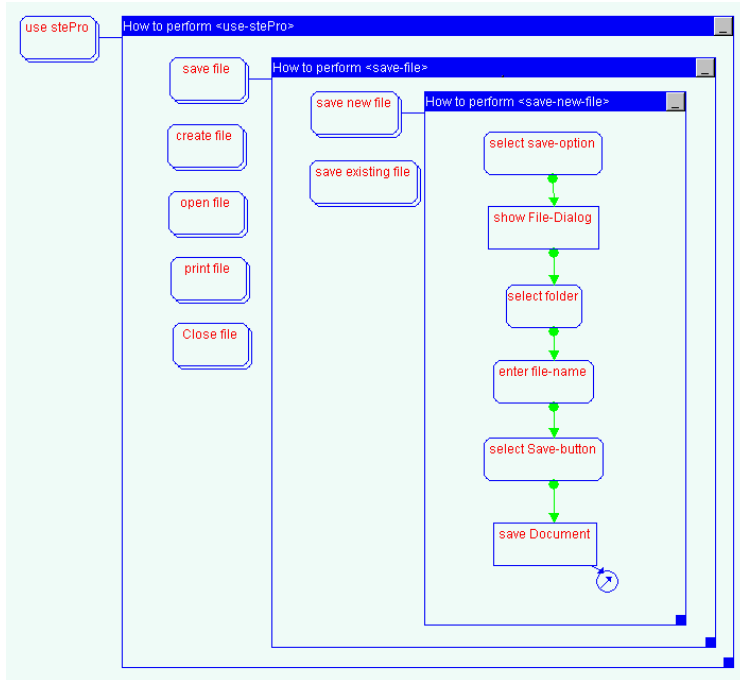 use stePro
How to perform <use-stePro>
save file
How to perform <save-file>
create file
open file
print file
Close file
save new file
How to perform <save-new-file>
save existing file
select save-option
show File-Dialog
select folder
enter file-name
select Save-button
save Document